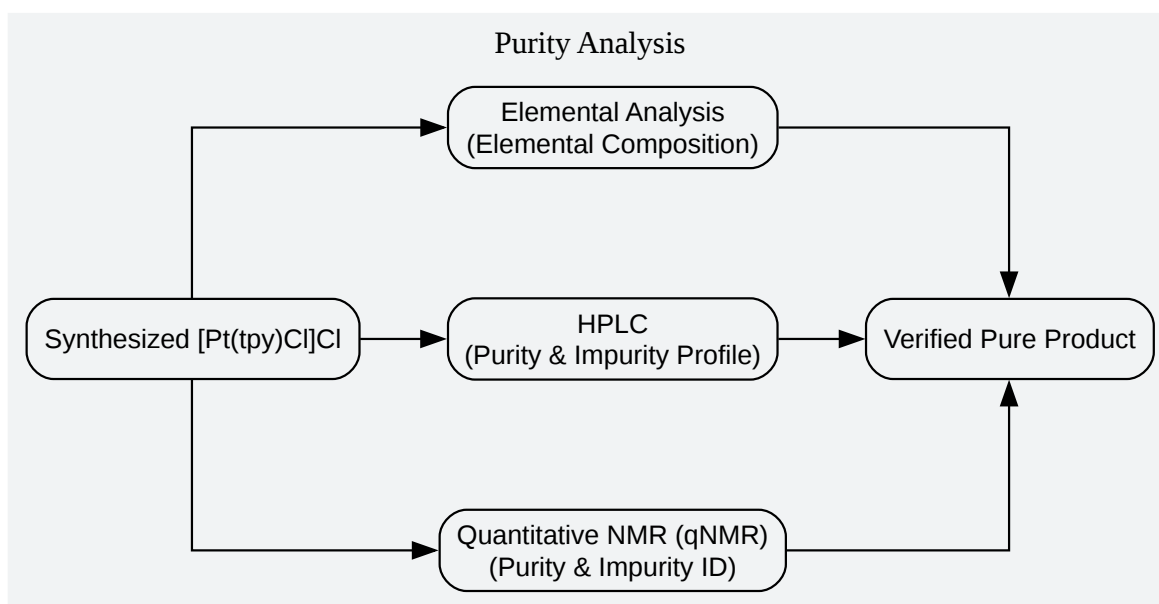 Purity Analysis
Elemental Analysis
(Elemental Composition)
Synthesized [Pt(tpy)Cl]Cl
HPLC
(Purity & Impurity Profile)
Verified Pure Product
Quantitative NMR (qNMR)
(Purity & Impurity ID)